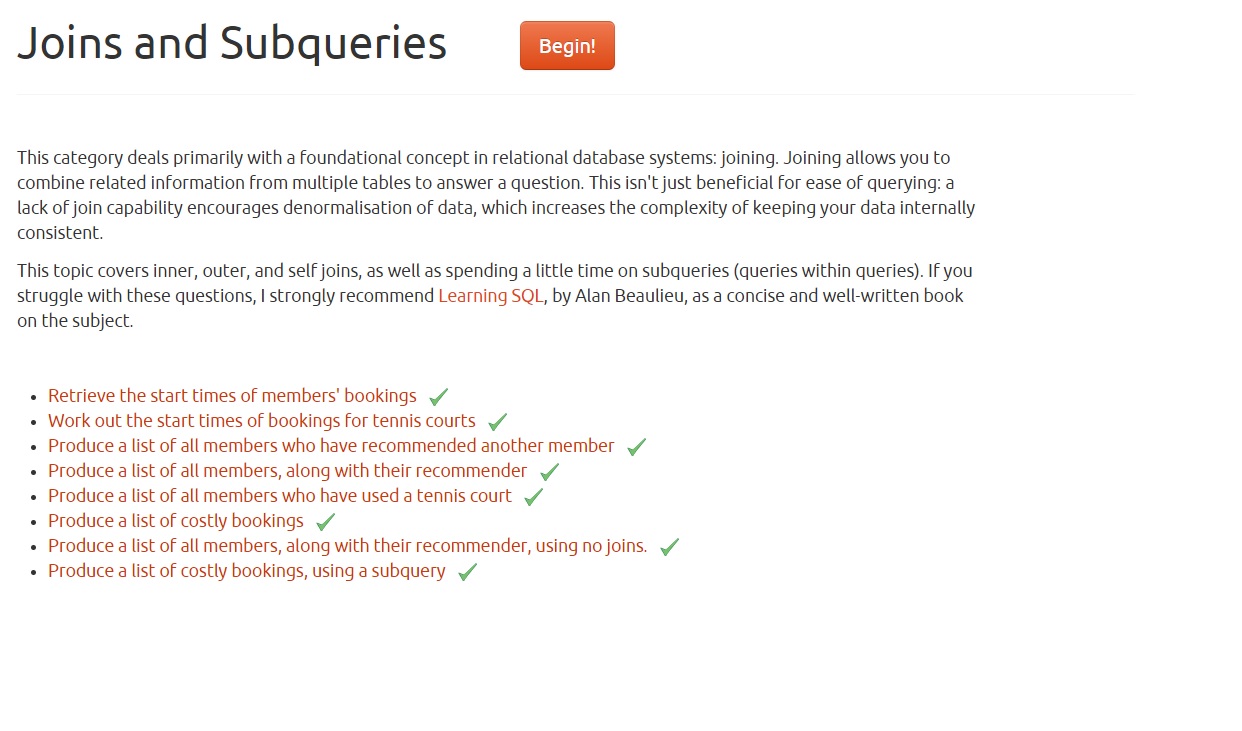 Joins and Subqueries
Begin!
This category deals primarily with a foundational concept in relational database systems: joining. Joining allows you to
combine related information from multiple tables to answer a question. This isn't just beneficial for ease of querying: a
lack of join capability encourages denormalisation of data, which increases the complexity of keeping your data internally
consistent.
This topic covers inner, outer, and self joins, as well as spending a little time on subqueries (queries within queries). If you
struggle with these questions, I strongly recommend Learning SQL, by Alan Beaulieu, as a concise and well-written book
on the subject.
Retrieve the start times of members' bookings
Work out the start times of bookings for tennis courts
Produce a list of all members who have recommended another member
Produce a list of all members, along with their recommender
Produce a list of all members who have used a tennis court
Produce a list of costly bookings
Produce a list of all members, along with their recommender, using no joins.
Produce a list of costly bookings, using a subquery